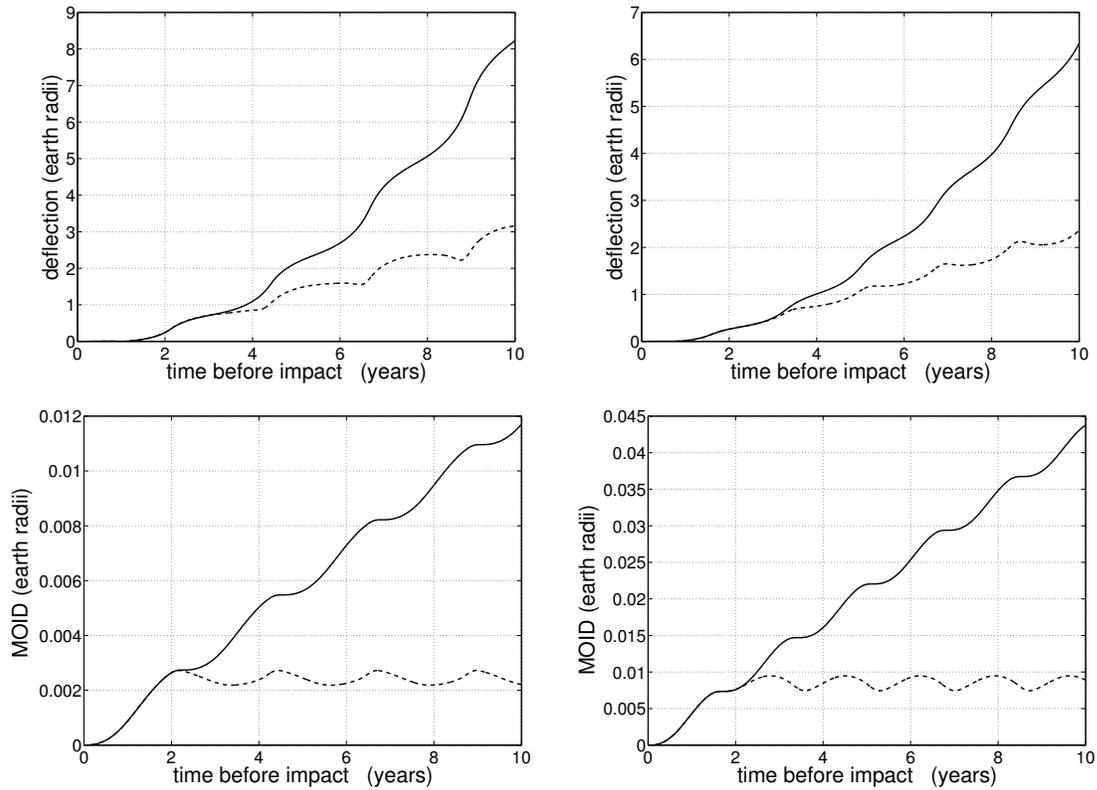 9
8
7
6
5
4
3
2
1
0
deflection (earth radii)
0 2 4 6 8 10
time before impact (years)
7
6
5
4
3
2
1
0
deflection (earth radii)
0 2 4 6 8 10
time before impact (years)
0.012
0.01
0.008
0.006
0.004
0.002
0
MOID (earth radii)
0 2 4 6 8 10
time before impact (years)
0.045
0.04
0.035
0.03
0.025
0.02
0.015
0.01
0.005
0
MOID (earth radii)
0 2 4 6 8 10
time before impact (years)